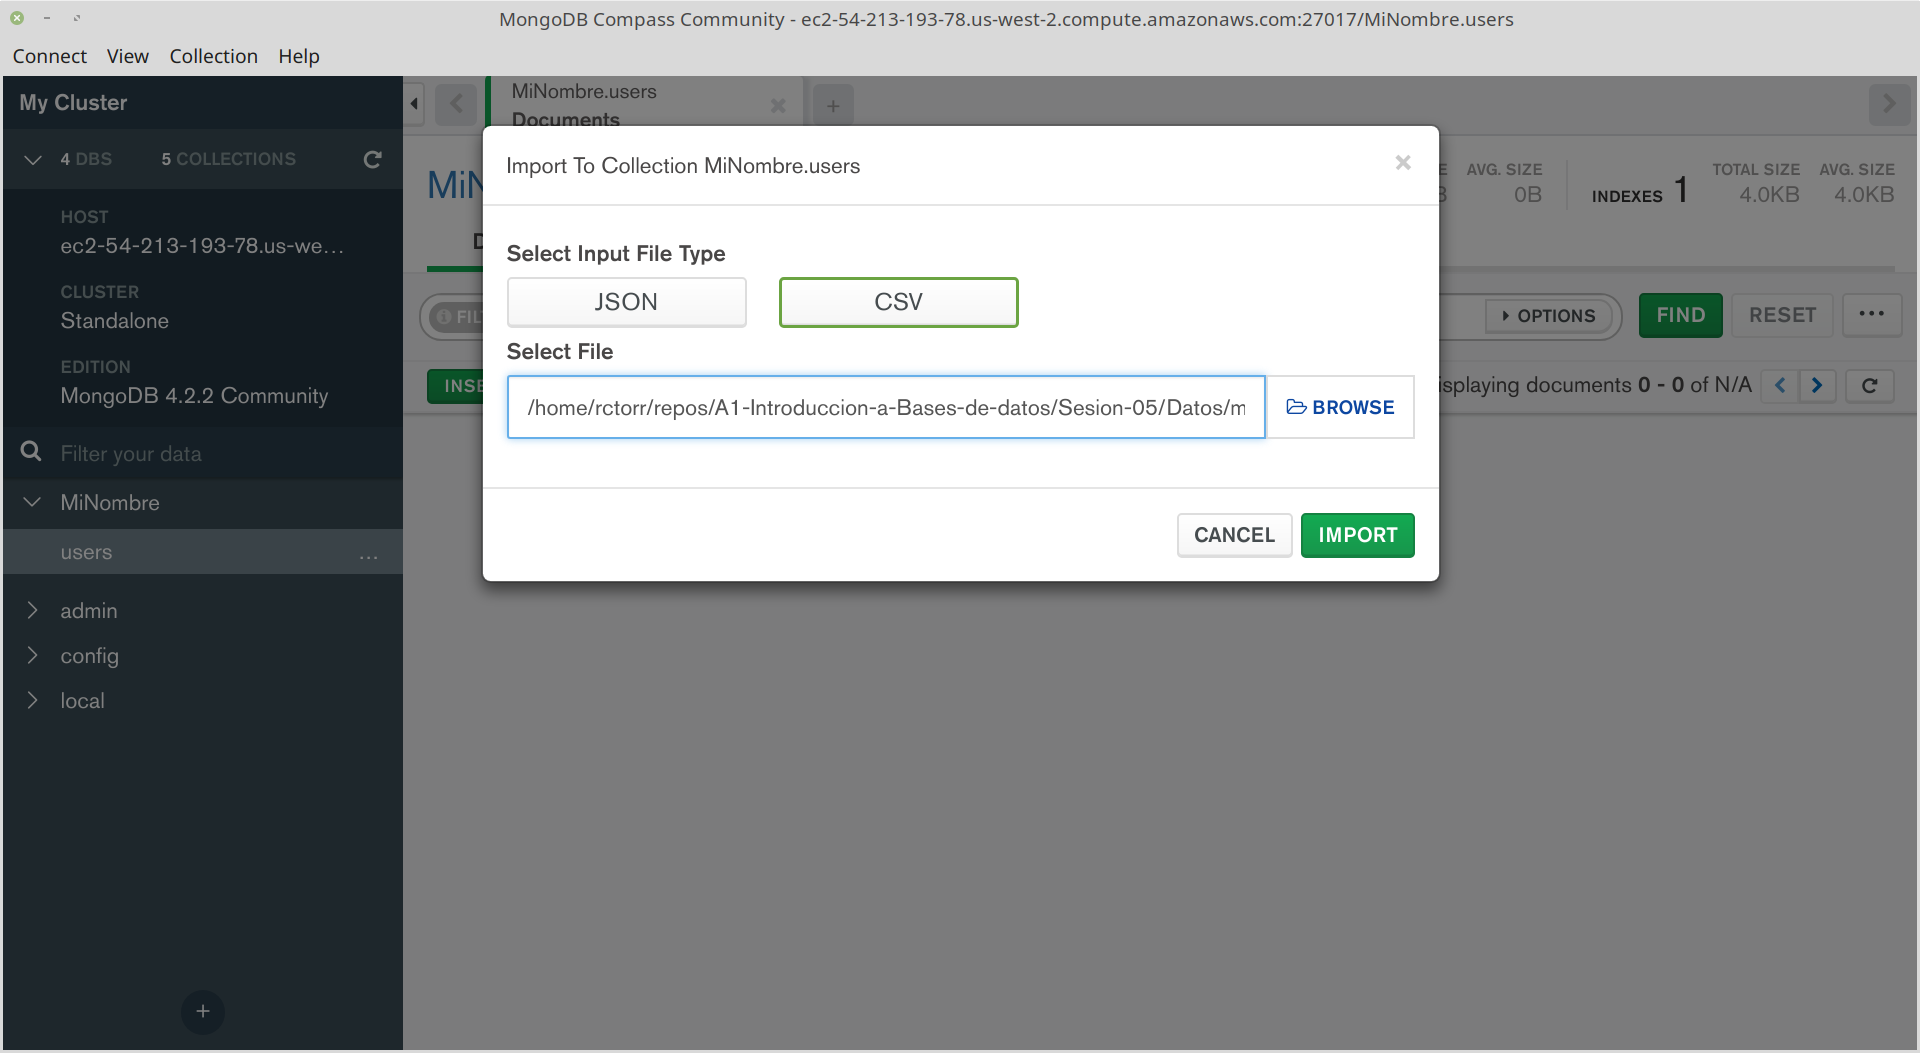 MongoDB Compass Community - ec2-54-213-193-78.us-west-2.compute.amazonaws.com:27017/MiNombre.users
Connect View Collection Help
My Cluster
MiNombre.users
Documents
4 DBS 5 COLLECTIONS
HOST
ec2-54-213-193-78.us-we...
CLUSTER
Standalone
EDITION
MongoDB 4.2.2 Community
Filter your data
MiNombre
users ...
admin
config
local
+
+
MiN
AVG. SIZE
0B
INDEXES 1
TOTAL SIZE
4.0KB
AVG. SIZE
4.0KB
FIL
OPTIONS
FIND
RESET
...
INSE
isplaying documents 0 - 0 of N/A
Import To Collection MiNombre.users
Select Input File Type
JSON CSV
Select File
/home/rctorr/repos/A1-Introduccion-a-Bases-de-datos/Sesion-05/Datos/m
BROWSE
CANCEL IMPORT